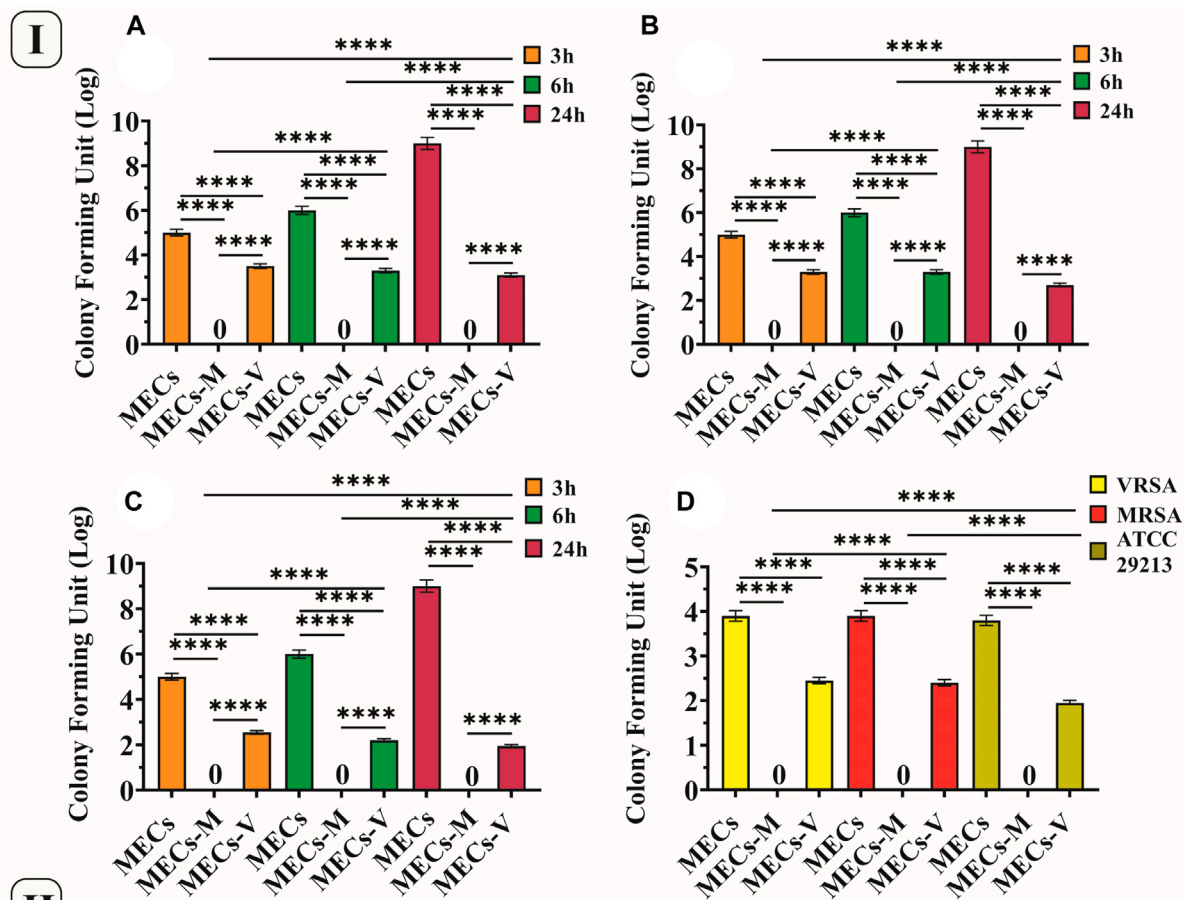 I
A
****
****
****
****
****
****
****
****
****
****
****
****
3h
6h
24h
Colony Forming Unit (Log)
10
8
6
4
2
0
0
0
0
MECs
MECs-M
MECs-V
MECs
MECs-M
MECs-V
MECs
MECs-M
MECs-V
B
****
****
****
****
****
****
****
****
****
****
****
****
3h
6h
24h
Colony Forming Unit (Log)
10
8
6
4
2
0
0
0
0
MECs
MECs-M
MECs-V
MECs
MECs-M
MECs-V
MECs
MECs-M
MECs-V
C
****
****
****
****
****
****
****
****
****
****
****
****
3h
6h
24h
Colony Forming Unit (Log)
10
8
6
4
2
0
0
0
0
MECs
MECs-M
MECs-V
MECs
MECs-M
MECs-V
MECs
MECs-M
MECs-V
D
****
****
****
****
****
****
****
****
****
VRSA
MRSA
ATCC
29213
Colony Forming Unit (Log)
5
4
3
2
1
0
0
0
0
MECs
MECs-M
MECs-V
MECs
MECs-M
MECs-V
MECs
MECs-M
MECs-V